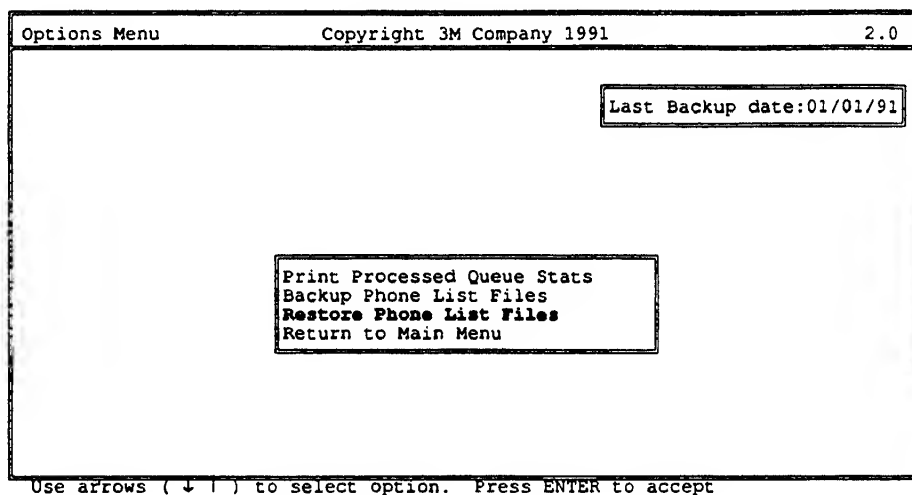 Options Menu Copyright 3M Company 1991 2.0
Last Backup date:01/01/91
Print Processed Queue Stats
Backup Phone List Files
Restore Phone List Files
Return to Main Menu
Use arrows ( ↓ ↑ ) to select option. Press ENTER to accept